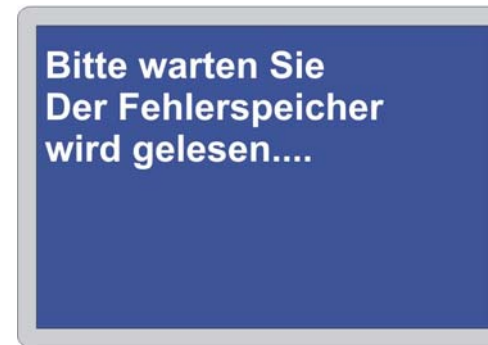 Bitte warten Sie
Der Fehlerspeicher
wird gelesen....